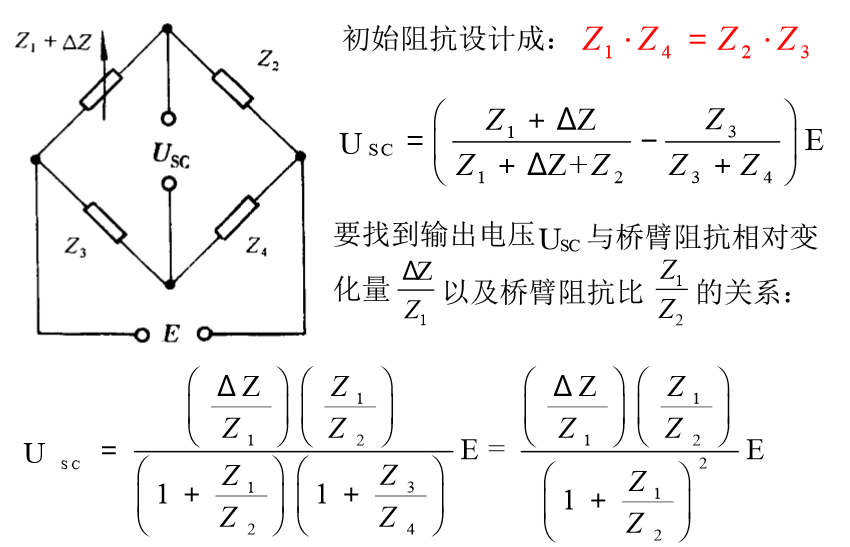 初始阻抗设计成： Z₁ · Z₄ = Z₂ · Z₃
Z₁ + ΔZ
Z₂
U_SC
Z₃
Z₄
E
U_SC = ( (Z₁ + ΔZ)/(Z₁ + ΔZ+Z₂) − Z₃/(Z₃ + Z₄) ) E
要找到输出电压U_SC与桥臂阻抗相对变
化量 ΔZ/Z₁ 以及桥臂阻抗比 Z₁/Z₂ 的关系：
U_SC = (ΔZ/Z₁)(Z₁/Z₂) / ((1 + Z₁/Z₂)(1 + Z₃/Z₄)) E = (ΔZ/Z₁)(Z₁/Z₂) / (1 + Z₁/Z₂)² E